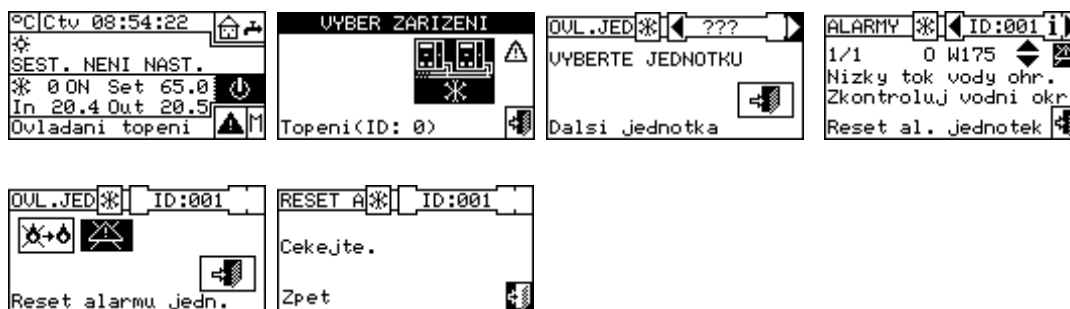 °C Ctv 08:54:22
SEST. NENI NAST.
0 ON Set 65.0
In 20.4 Out 20.5
Ovladani topeni M
VYBER ZARIZENI
Topeni(ID: 0)
OVL.JED ???
VYBERTE JEDNOTKU
Dalsi jednotka
ALARMY ID:001 i
1/1 0 W175
Nizky tok vody ohr.
Zkontroluj vodni okr
Reset al. jednotek
OVL.JED ID:001
Reset alarmu jedn.
RESET A ID:001
Cekejte.
Zpet